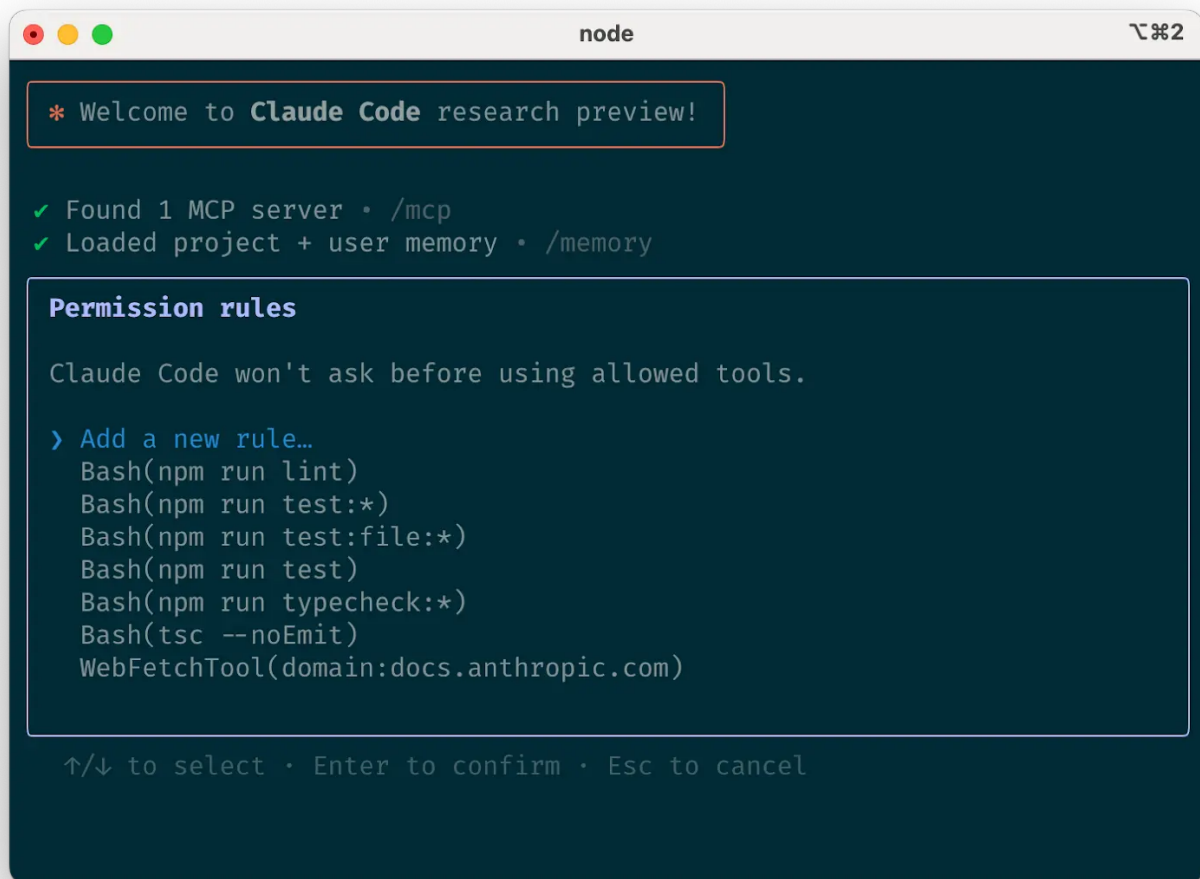 node
⌥⌘2
✻ Welcome to Claude Code research preview!
✔ Found 1 MCP server • /mcp
✔ Loaded project + user memory • /memory
Permission rules
Claude Code won't ask before using allowed tools.
❯ Add a new rule…
Bash(npm run lint)
Bash(npm run test:*)
Bash(npm run test:file:*)
Bash(npm run test)
Bash(npm run typecheck:*)
Bash(tsc --noEmit)
WebFetchTool(domain:docs.anthropic.com)
↑/↓ to select · Enter to confirm · Esc to cancel